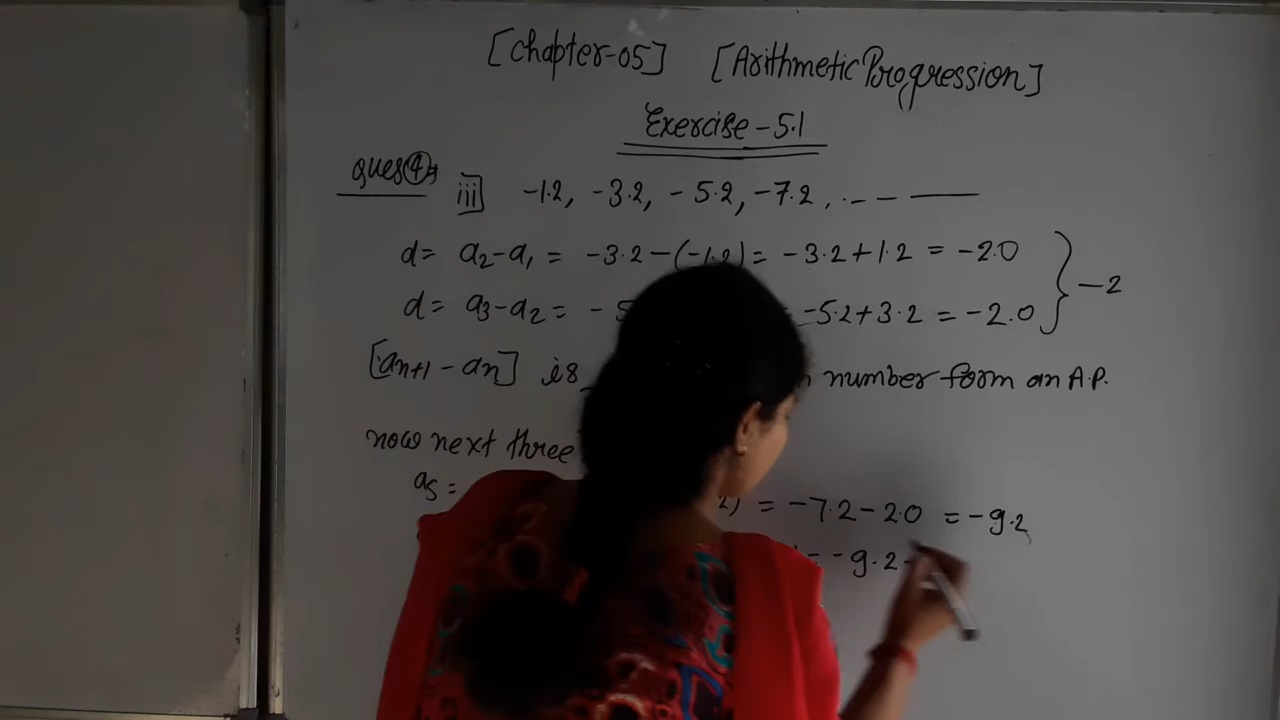 [Chapter-05] [Arithmetic Progression]
Exercise - 5.1
Ques 4→
iii] -1.2, -3.2, -5.2, -7.2, .- - —
d = a2-a1 = -3.2-(-1.2) = -3.2+1.2 = -2.0
d = a3-a2 = -5 -5.2+3.2 = -2.0 } -2
[an+1 - an] is number form an A.P.
now next three
a5 = 2) = -7.2-2.0 = -9.2
= -9.2-